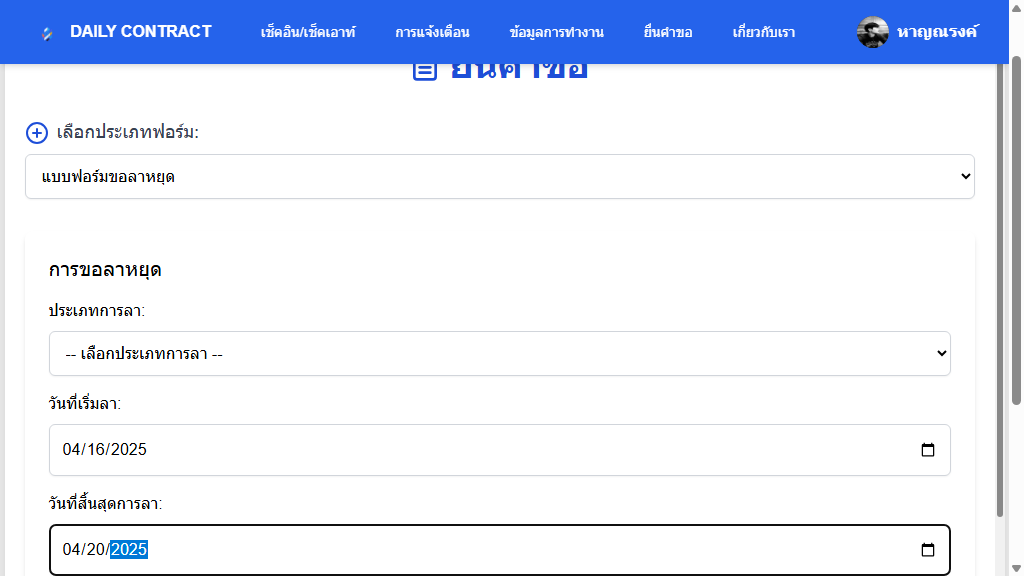 DAILY CONTRACT เช็คอิน/เช็คเอาท์ การแจ้งเตือน ข้อมูลการทำงาน ยื่นคำขอ เกี่ยวกับเรา หาญณรงค์
ยื่นคำขอ
เลือกประเภทฟอร์ม:
แบบฟอร์มขอลาหยุด
การขอลาหยุด
ประเภทการลา:
-- เลือกประเภทการลา --
วันที่เริ่มลา:
04/16/2025
วันที่สิ้นสุดการลา:
04/20/2025